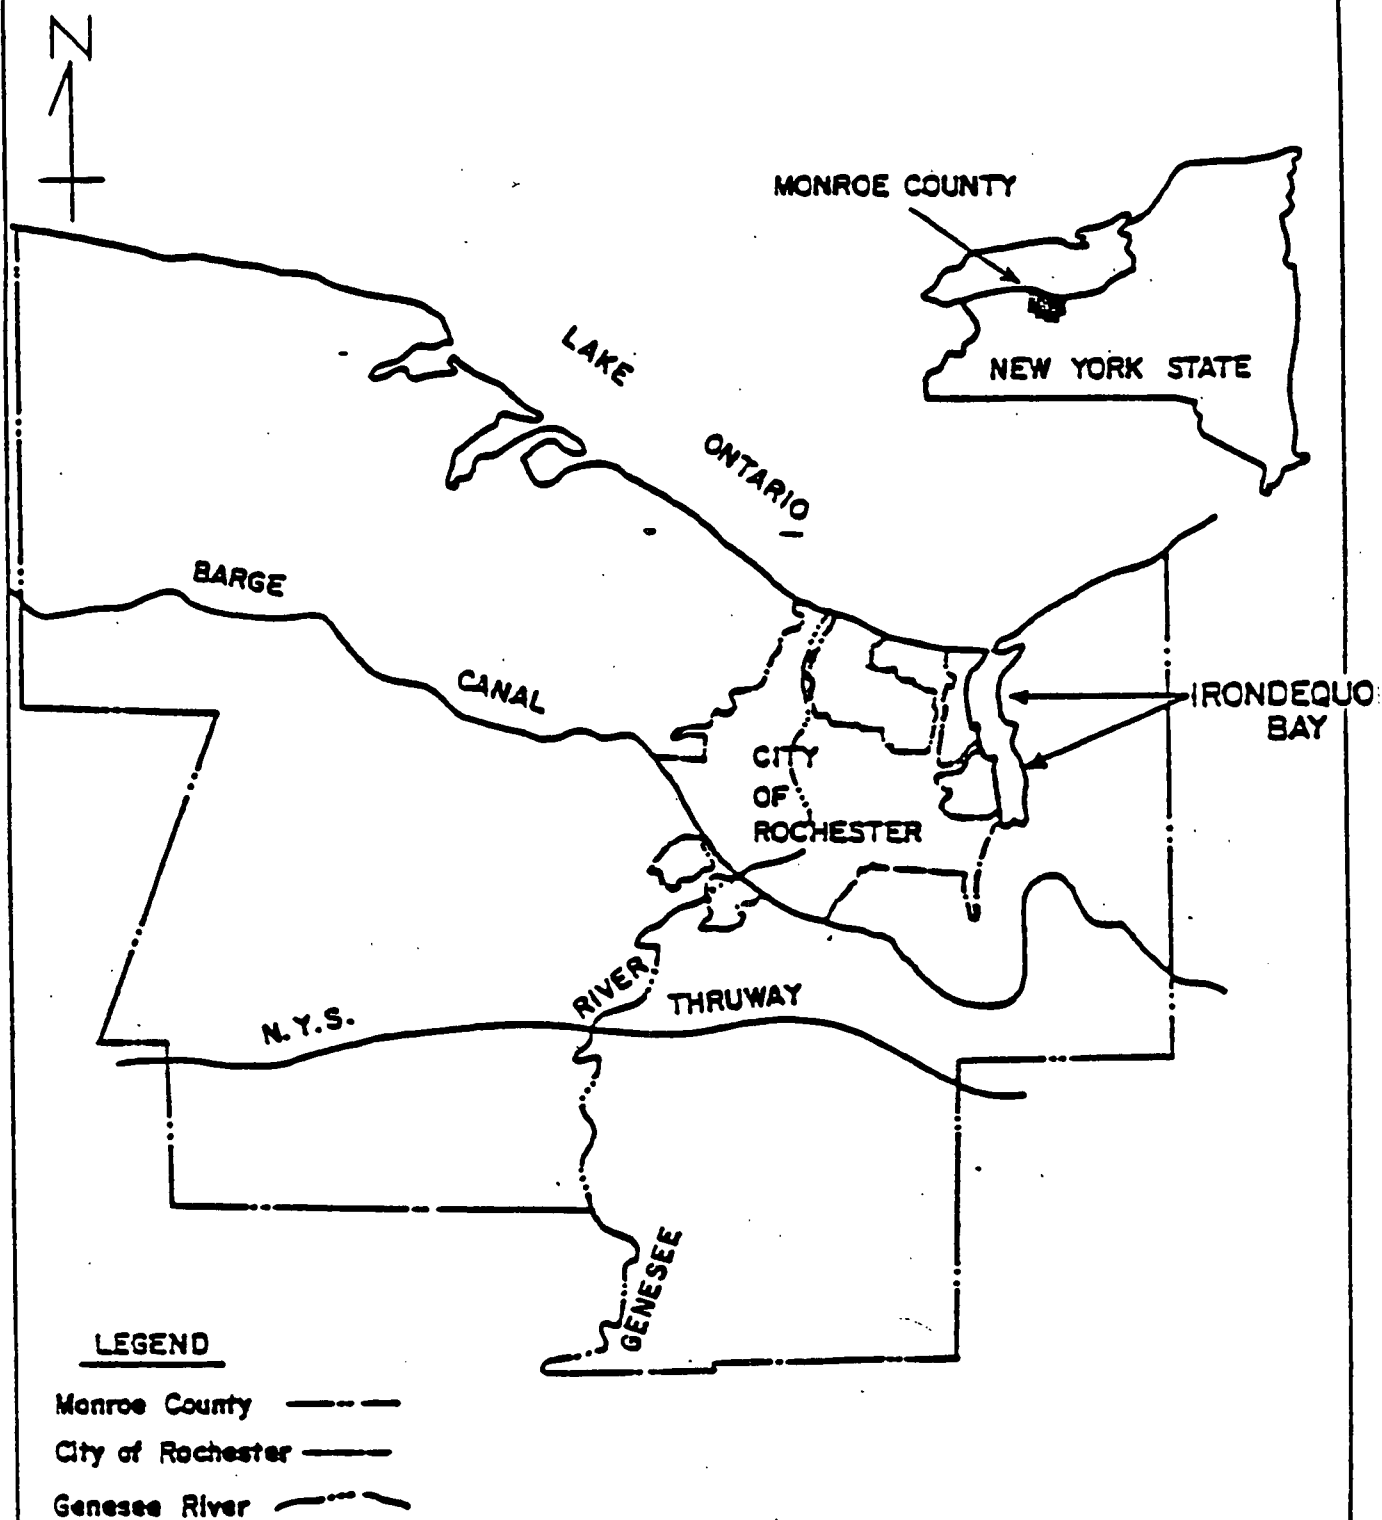 N
MONROE COUNTY
LAKE
NEW YORK STATE
ONTARIO
BARGE
CANAL
IRONDEQUO
BAY
CITY
OF
ROCHESTER
RIVER
THRUWAY
N.Y.S.
GENESEE
LEGEND
Monroe County
City of Rochester
Genesee River